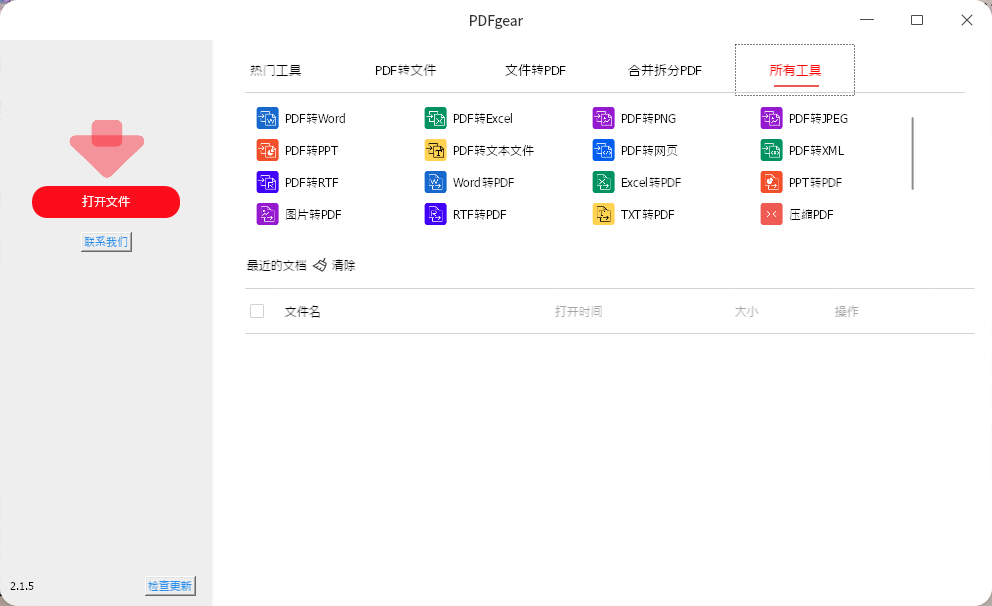 PDFgear
热门工具 PDF转文件 文件转PDF 合并拆分PDF 所有工具
PDF转Word PDF转Excel PDF转PNG PDF转JPEG
PDF转PPT PDF转文本文件 PDF转网页 PDF转XML
PDF转RTF Word转PDF Excel转PDF PPT转PDF
图片转PDF RTF转PDF TXT转PDF 压缩PDF
打开文件
联系我们
最近的文档 清除
文件名 打开时间 大小 操作
2.1.5 检查更新